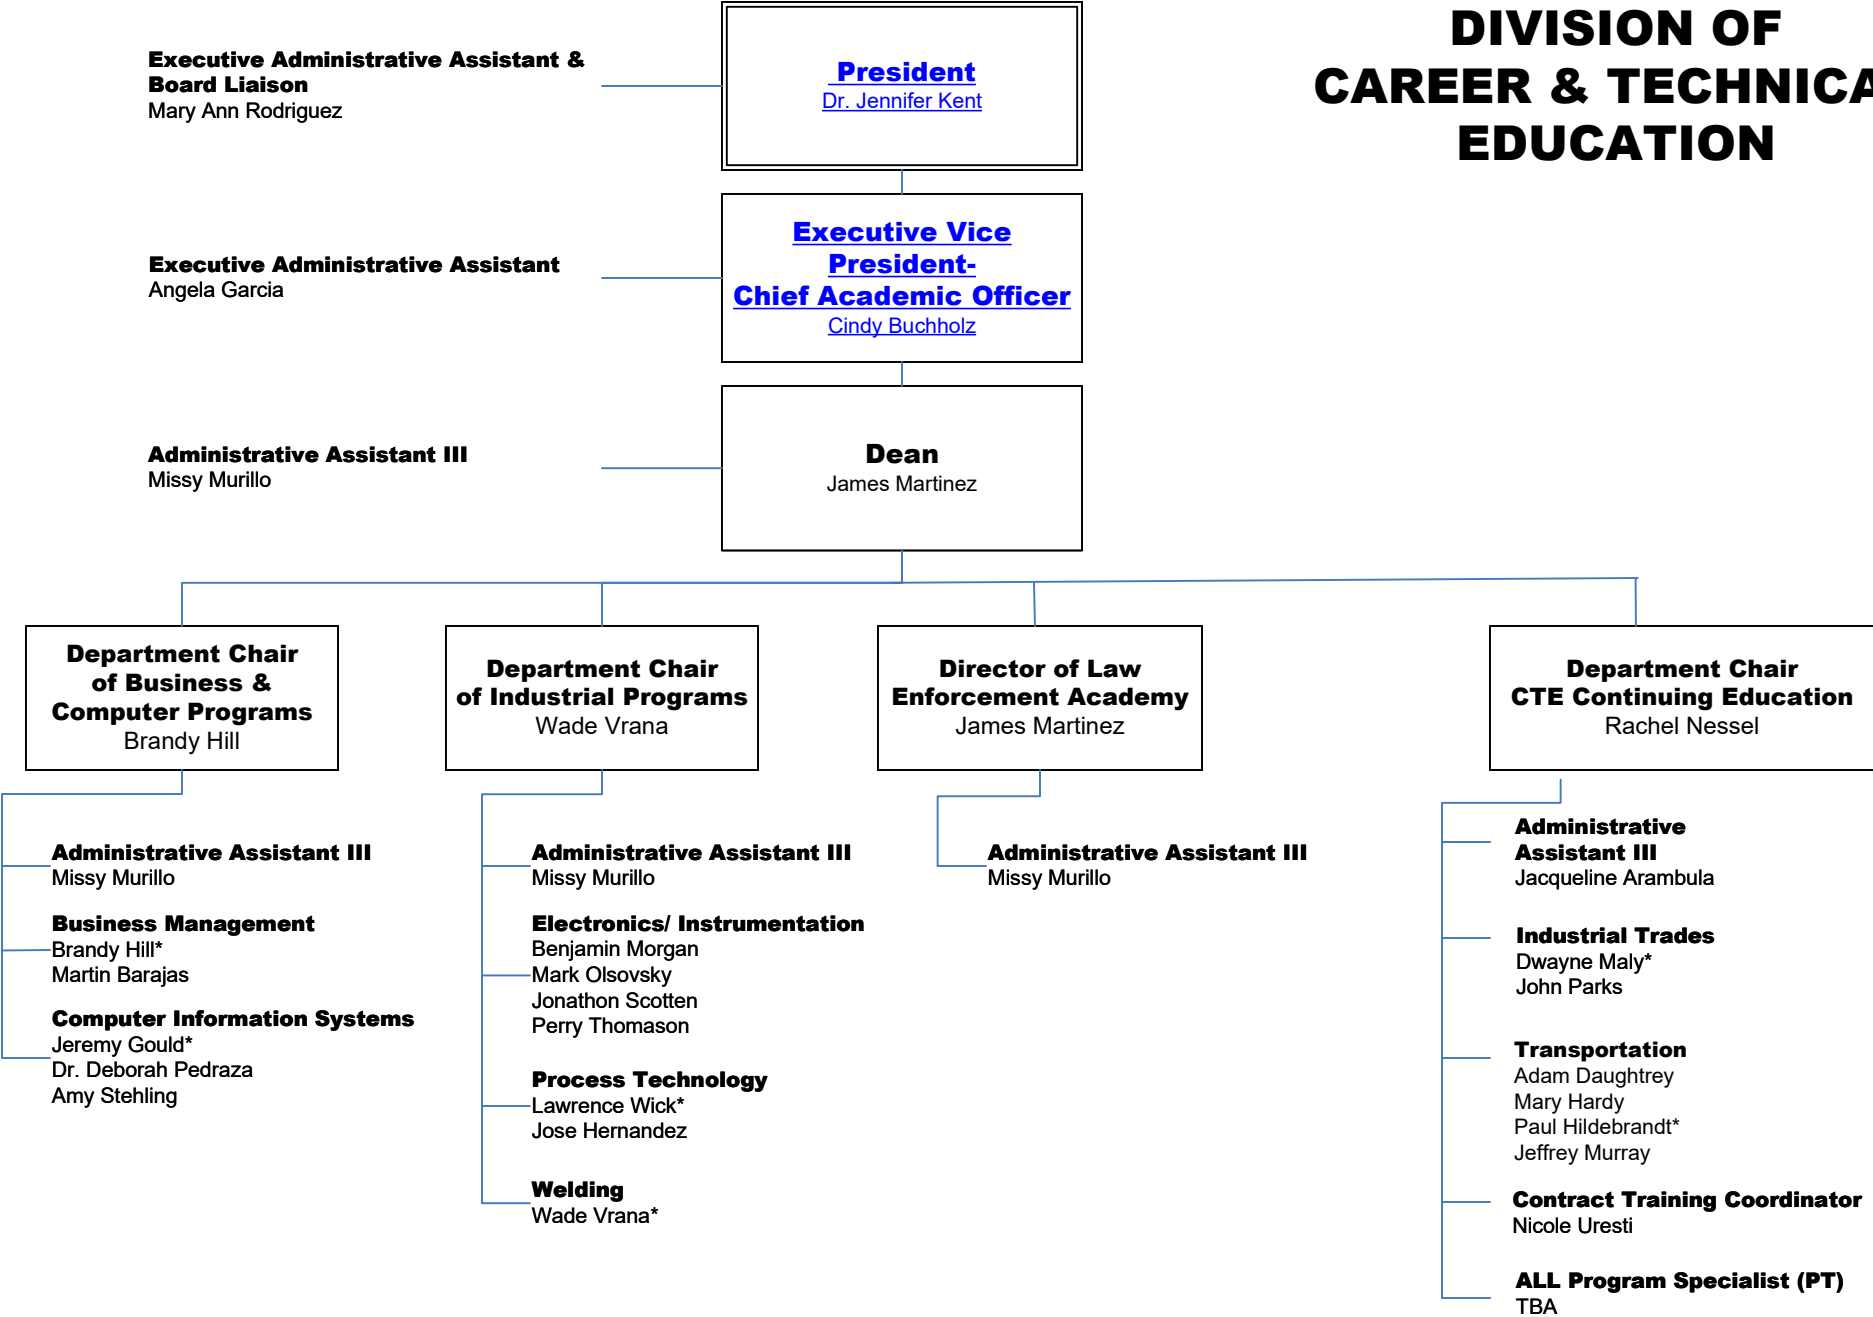 DIVISION OF
CAREER & TECHNICA
EDUCATION
Executive Administrative Assistant &
Board Liaison
Mary Ann Rodriguez
President
Dr. Jennifer Kent
Executive Administrative Assistant
Angela Garcia
Executive Vice
President-
Chief Academic Officer
Cindy Buchholz
Administrative Assistant III
Missy Murillo
Dean
James Martinez
Department Chair
of Business &
Computer Programs
Brandy Hill
Department Chair
of Industrial Programs
Wade Vrana
Director of Law
Enforcement Academy
James Martinez
Department Chair
CTE Continuing Education
Rachel Nessel
Administrative Assistant III
Missy Murillo
Business Management
Brandy Hill*
Martin Barajas
Computer Information Systems
Jeremy Gould*
Dr. Deborah Pedraza
Amy Stehling
Administrative Assistant III
Missy Murillo
Electronics/ Instrumentation
Benjamin Morgan
Mark Olsovsky
Jonathon Scotten
Perry Thomason
Process Technology
Lawrence Wick*
Jose Hernandez
Welding
Wade Vrana*
Administrative Assistant III
Missy Murillo
Administrative
Assistant III
Jacqueline Arambula
Industrial Trades
Dwayne Maly*
John Parks
Transportation
Adam Daughtrey
Mary Hardy
Paul Hildebrandt*
Jeffrey Murray
Contract Training Coordinator
Nicole Uresti
ALL Program Specialist (PT)
TBA